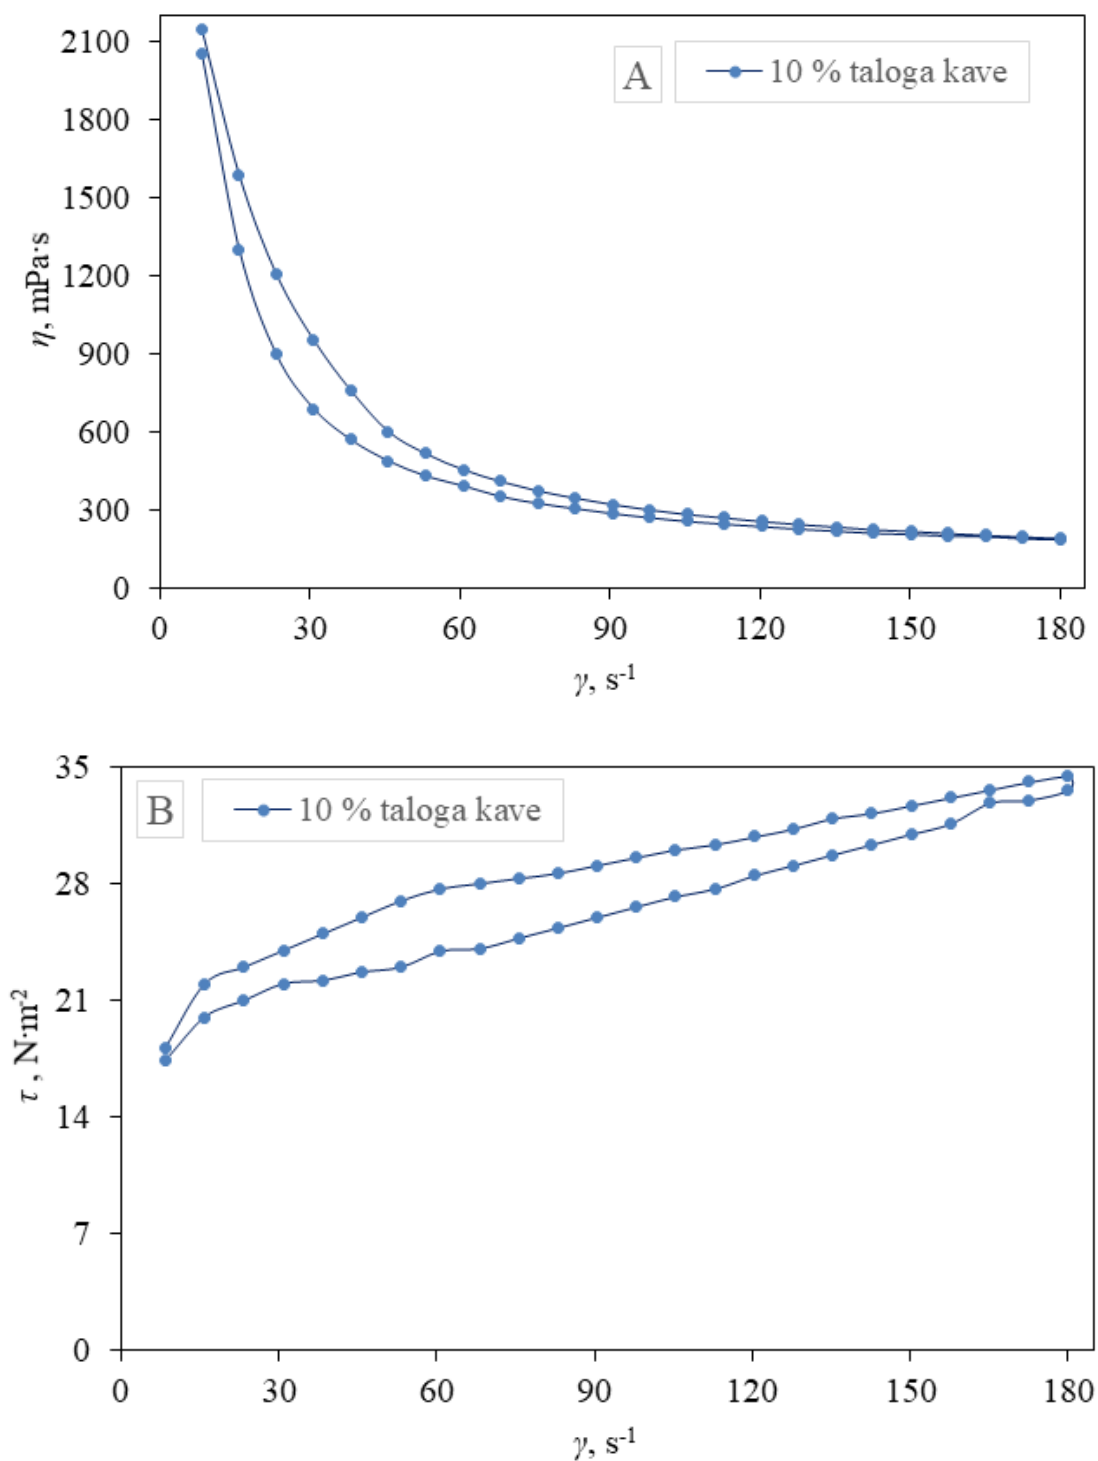 2100
A
10 % taloga kave
1800
1500
η, mPa·s
1200
900
600
300
0
0 30 60 90 120 150 180
γ, s⁻¹
35
B
10 % taloga kave
28
21
τ , N·m⁻²
14
7
0
0 30 60 90 120 150 180
γ, s⁻¹